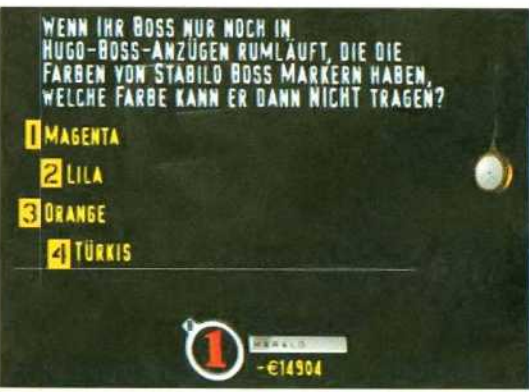 WENN IHR BOSS NUR NOCH IN
HUGO-BOSS-ANZÜGEN RUMLÄUFT, DIE DIE
FARBEN VON STABILO BOSS MARKERN HABEN,
WELCHE FARBE KANN ER DANN NICHT TRAGEN?
1 MAGENTA
2 LILA
3 ORANGE
4 TÜRKIS
1
HARALD
-€14904